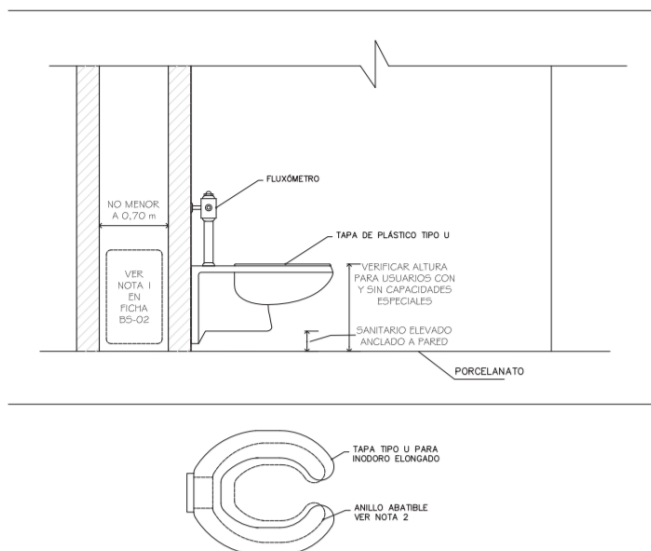 FLUXÓMETRO
NO MENOR
A 0,70 m
TAPA DE PLÁSTICO TIPO U
VER
NOTA 1
EN
FICHA
BS-02
VERIFICAR ALTURA
PARA USUARIOS CON
Y SIN CAPACIDADES
ESPECIALES
SANITARIO ELEVADO
ANCLADO A PARED
PORCELANATO
TAPA TIPO U PARA
INODORO ELONGADO
ANILLO ABATIBLE
VER NOTA 2